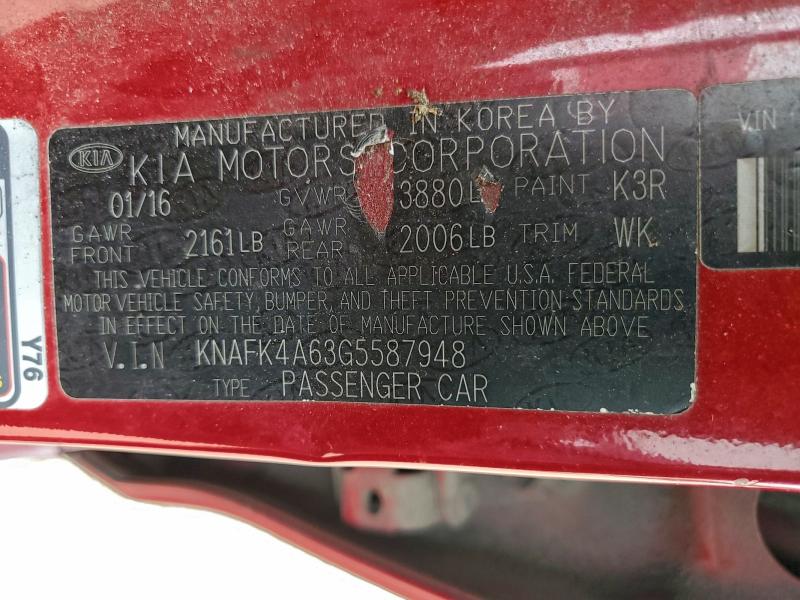 MANUFACTURED IN KOREA BY
KIA KIA MOTORS CORPORATION
01/16 GVWR 3880L PAINT K3R
GAWR FRONT 2161LB GAWR REAR 2006LB TRIM WK
THIS VEHICLE CONFORMS TO ALL APPLICABLE U.S.A. FEDERAL
MOTOR VEHICLE SAFETY, BUMPER, AND THEFT PREVENTION STANDARDS
IN EFFECT ON THE DATE OF MANUFACTURE SHOWN ABOVE
V.I.N KNAFK4A63G5587948
TYPE PASSENGER CAR
VIN
Y76